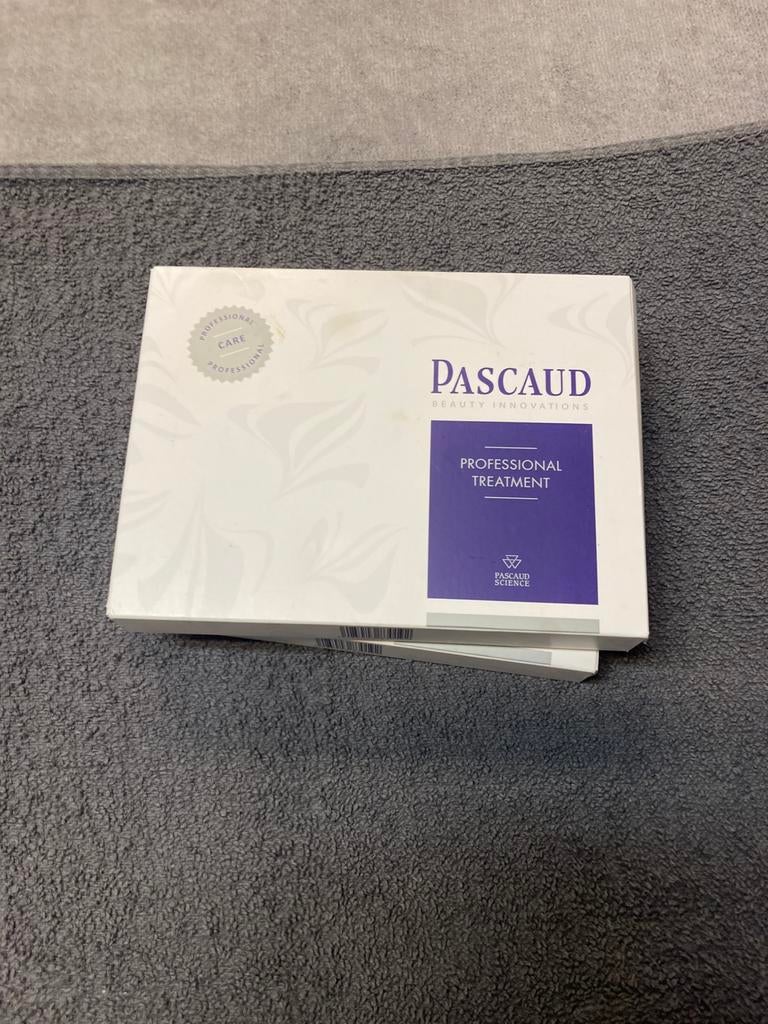 PROFESSIONAL
CARE
PROFESSIONAL
PASCAUD
BEAUTY INNOVATIONS
PROFESSIONAL
TREATMENT
PASCAUD
SCIENCE